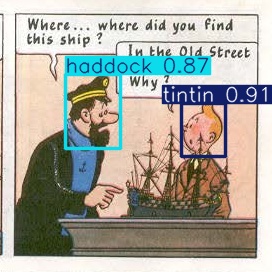 Where... where did you find
this ship ?
In the Old Street
Why ?
haddock 0.87
tintin 0.91